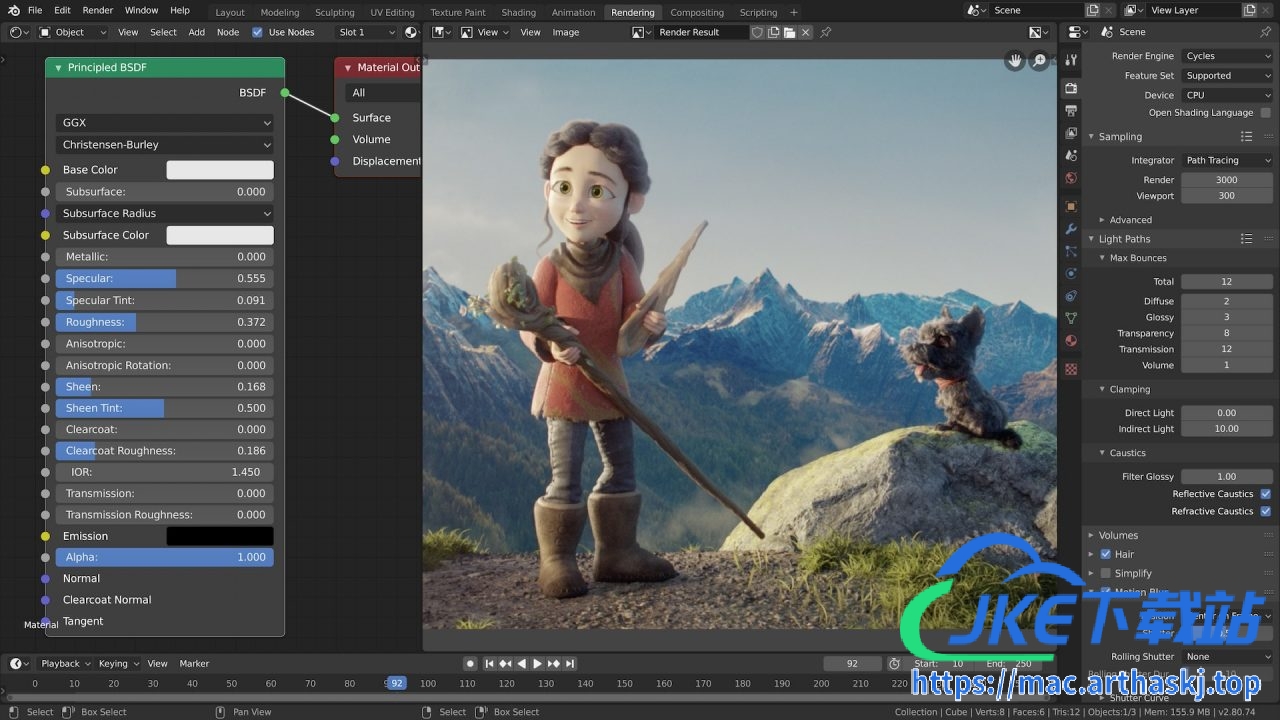 File Edit Render Window Help
Layout Modeling Sculpting UV Editing Texture Paint Shading Animation Rendering Compositing Scripting +
Scene View Layer
Object View Select Add Node Use Nodes Slot 1
View View Image Render Result
Scene
Principled BSDF
BSDF
GGX
Christensen-Burley
Base Color
Subsurface: 0.000
Subsurface Radius
Subsurface Color
Metallic: 0.000
Specular: 0.555
Specular Tint: 0.091
Roughness: 0.372
Anisotropic: 0.000
Anisotropic Rotation: 0.000
Sheen: 0.168
Sheen Tint: 0.500
Clearcoat: 0.000
Clearcoat Roughness: 0.186
IOR: 1.450
Transmission: 0.000
Transmission Roughness: 0.000
Emission
Alpha: 1.000
Normal
Clearcoat Normal
Tangent
Material
Material Out
All
Surface
Volume
Displacement
Render Engine Cycles
Feature Set Supported
Device CPU
Open Shading Language
Sampling
Integrator Path Tracing
Render 3000
Viewport 300
Advanced
Light Paths
Max Bounces
Total 12
Diffuse 2
Glossy 3
Transparency 8
Transmission 12
Volume 1
Clamping
Direct Light 0.00
Indirect Light 10.00
Caustics
Filter Glossy 1.00
Reflective Caustics
Refractive Caustics
Volumes
Hair
Simplify
Motion Blur
Shutter
Rolling Shutter None
Shutter Curve
JKE下载站
https://mac.arthaskj.top
Playback Keying View Marker
92 Start: 10 End: 250
0 10 20 30 40 50 60 70 80 92 100 110 120 130 140 150 160 170 180 190 200 210 220
Select Box Select Pan View Select Box Select
Collection | Cube | Verts:8 | Faces:6 | Tris:12 | Objects:1/3 | Mem: 155.9 MB | v2.80.74